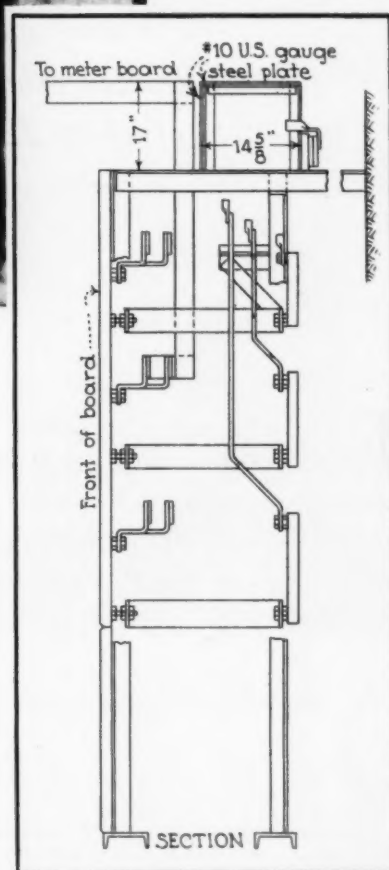 #10 U.S. gauge
steel plate
To meter board
17"
14 5/8"
Front of board
SECTION